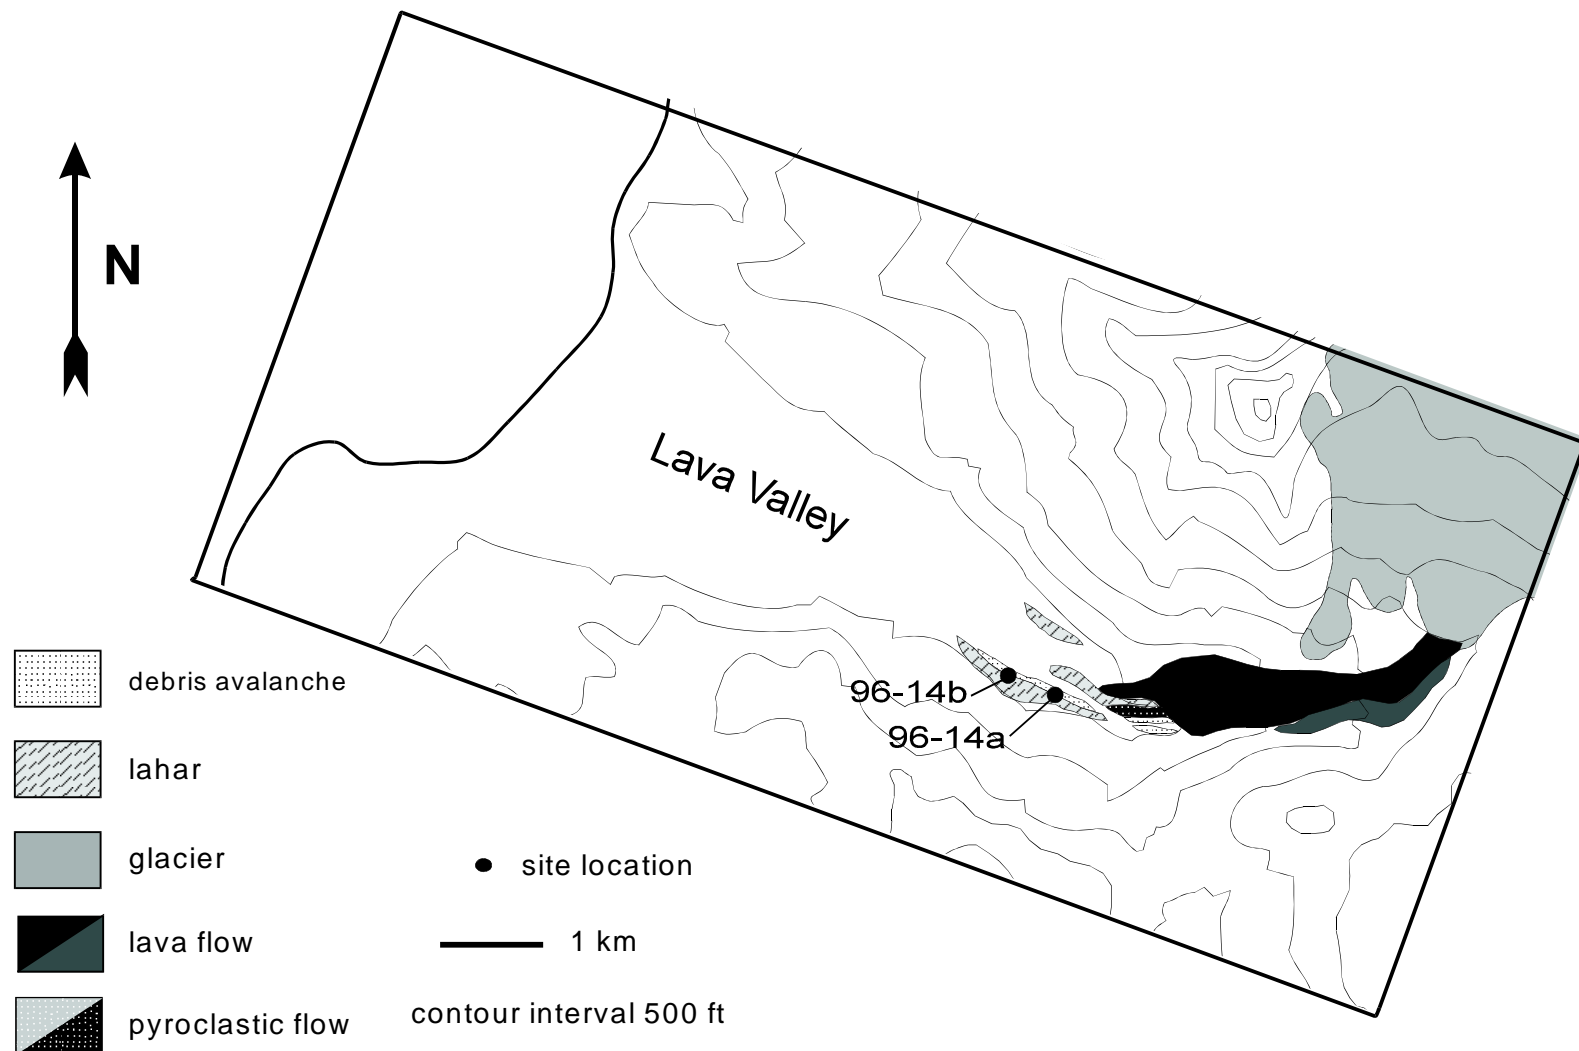 N
Lava Valley
96-14b
96-14a
debris avalanche
lahar
glacier
lava flow
pyroclastic flow
site location
1 km
contour interval 500 ft